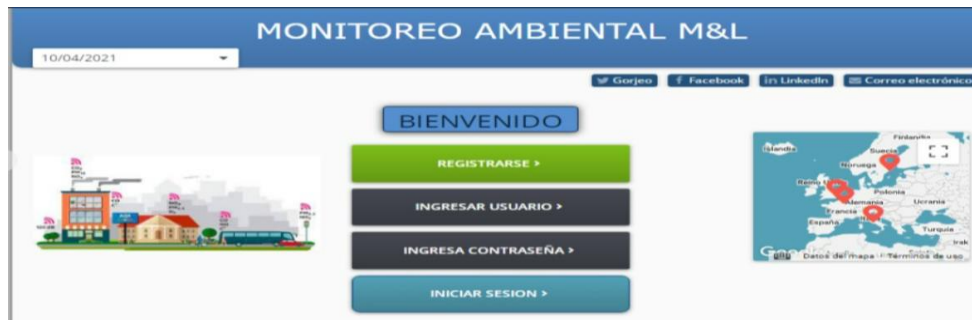 MONITOREO AMBIENTAL M&L
10/04/2021
Gorjeo
Facebook
LinkedIn
Correo electrónico
BIENVENIDO
REGISTRARSE >
INGRESAR USUARIO >
INGRESA CONTRASEÑA >
INICIAR SESION >
Islandia
Finlandia
Suecia
Noruega
Reino
Polonia
Alemania
Ucrania
Francia
España
Turquía
Irak
Datos del mapa
Términos de uso